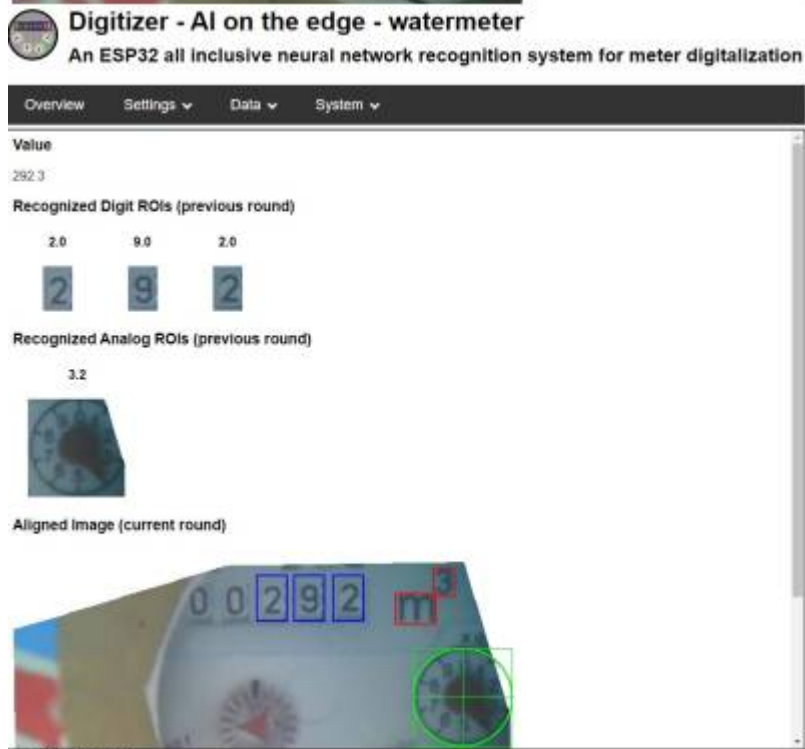 Digitizer - AI on the edge - watermeter
An ESP32 all inclusive neural network recognition system for meter digitalization
Overview Settings Data System
Value
292.3
Recognized Digit ROIs (previous round)
2.0 9.0 2.0
2 9 2
Recognized Analog ROIs (previous round)
3.2
Aligned Image (current round)
0 0 2 9 2 m³